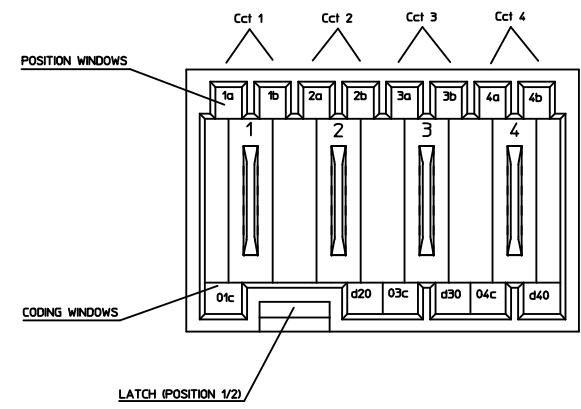 Cct 1 Cct 2 Cct 3 Cct 4
POSITION WINDOWS
1a 1b 2a 2b 3a 3b 4a 4b
1 2 3 4
01c d20 03c d30 04c d40
CODING WINDOWS
LATCH (POSITION 1/2)